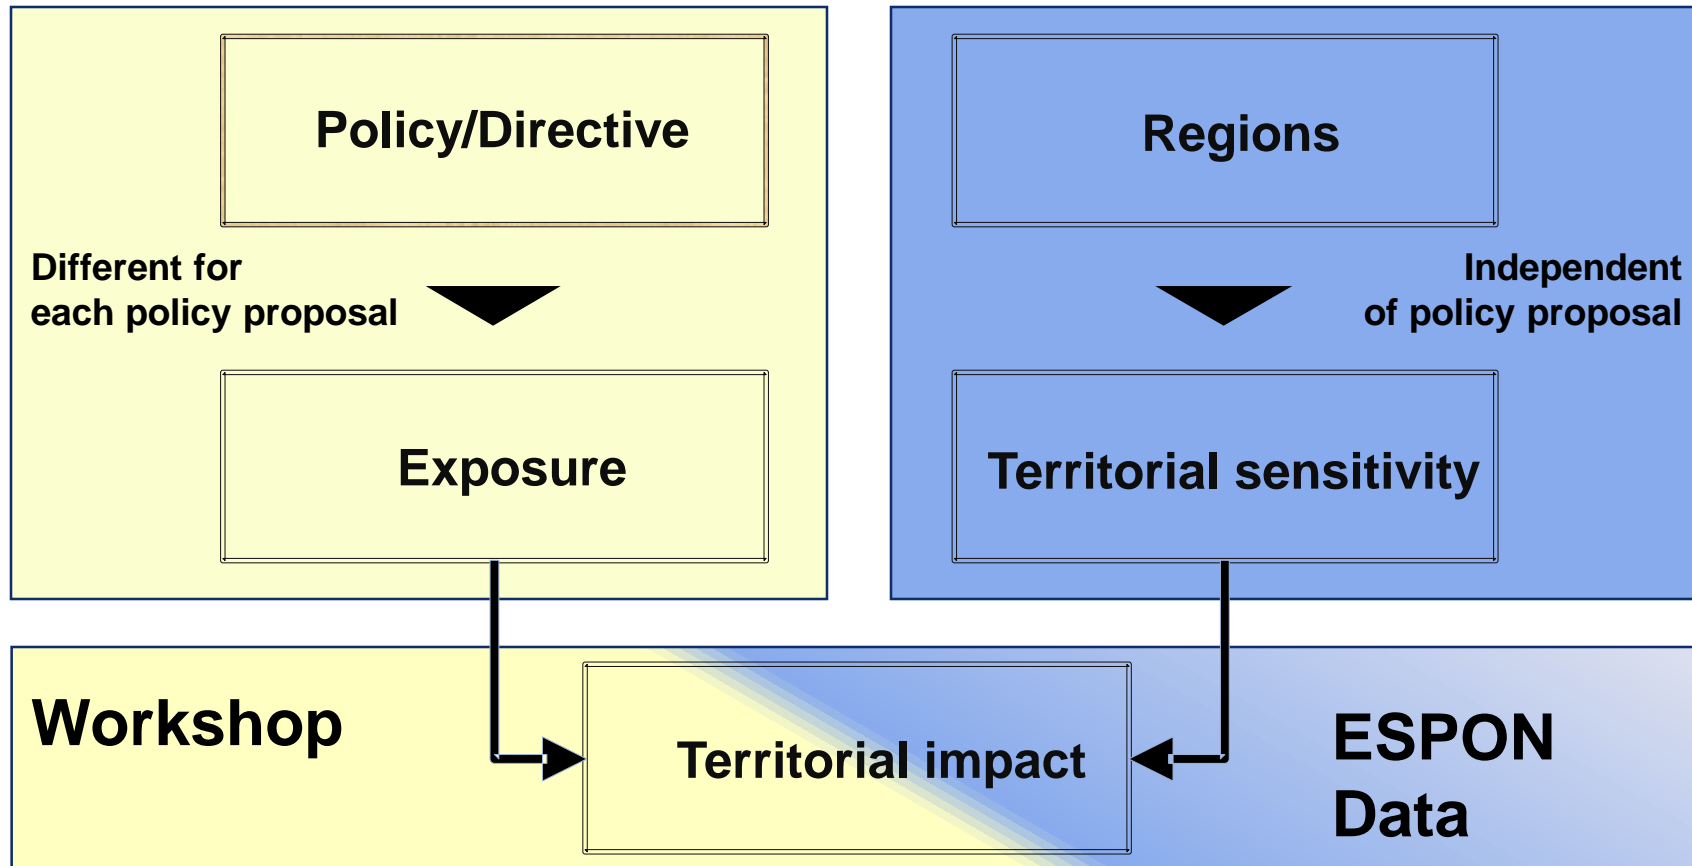 Policy/Directive
Different for
each policy proposal
Exposure
Regions
Independent
of policy proposal
Territorial sensitivity
Workshop
Territorial impact
ESPON
Data